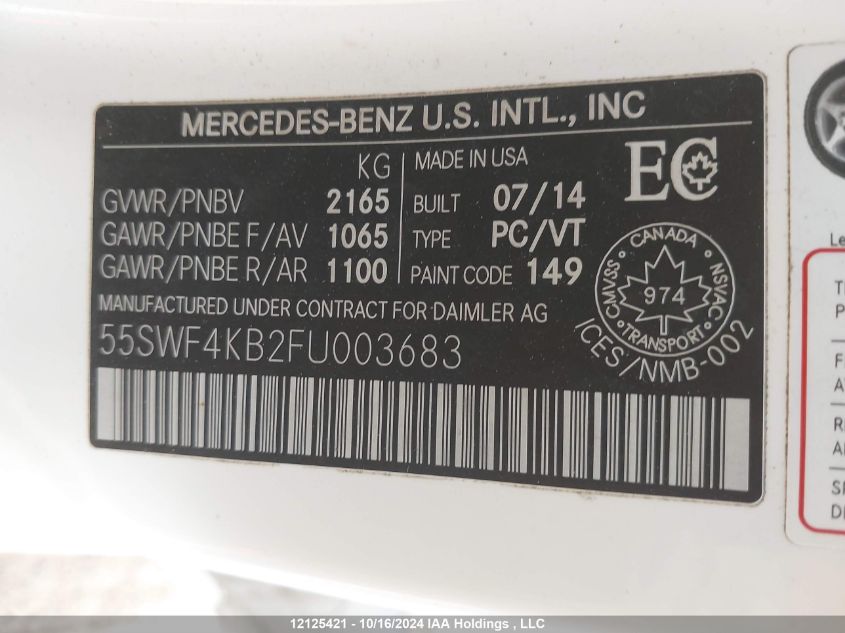 MERCEDES-BENZ U.S. INTL., INC
KG
GVWR/PNBV 2165
GAWR/PNBE F/AV 1065
GAWR/PNBE R/AR 1100
MADE IN USA
BUILT 07/14
TYPE PC/VT
PAINT CODE 149
EC
MANUFACTURED UNDER CONTRACT FOR DAIMLER AG
55SWF4KB2FU003683
CANADA
CMVSS 974 NSVAC
TRANSPORT
ICES/NMB-002
Le
P
F
A
R
A
S
D
12125421 - 10/16/2024 IAA Holdings , LLC